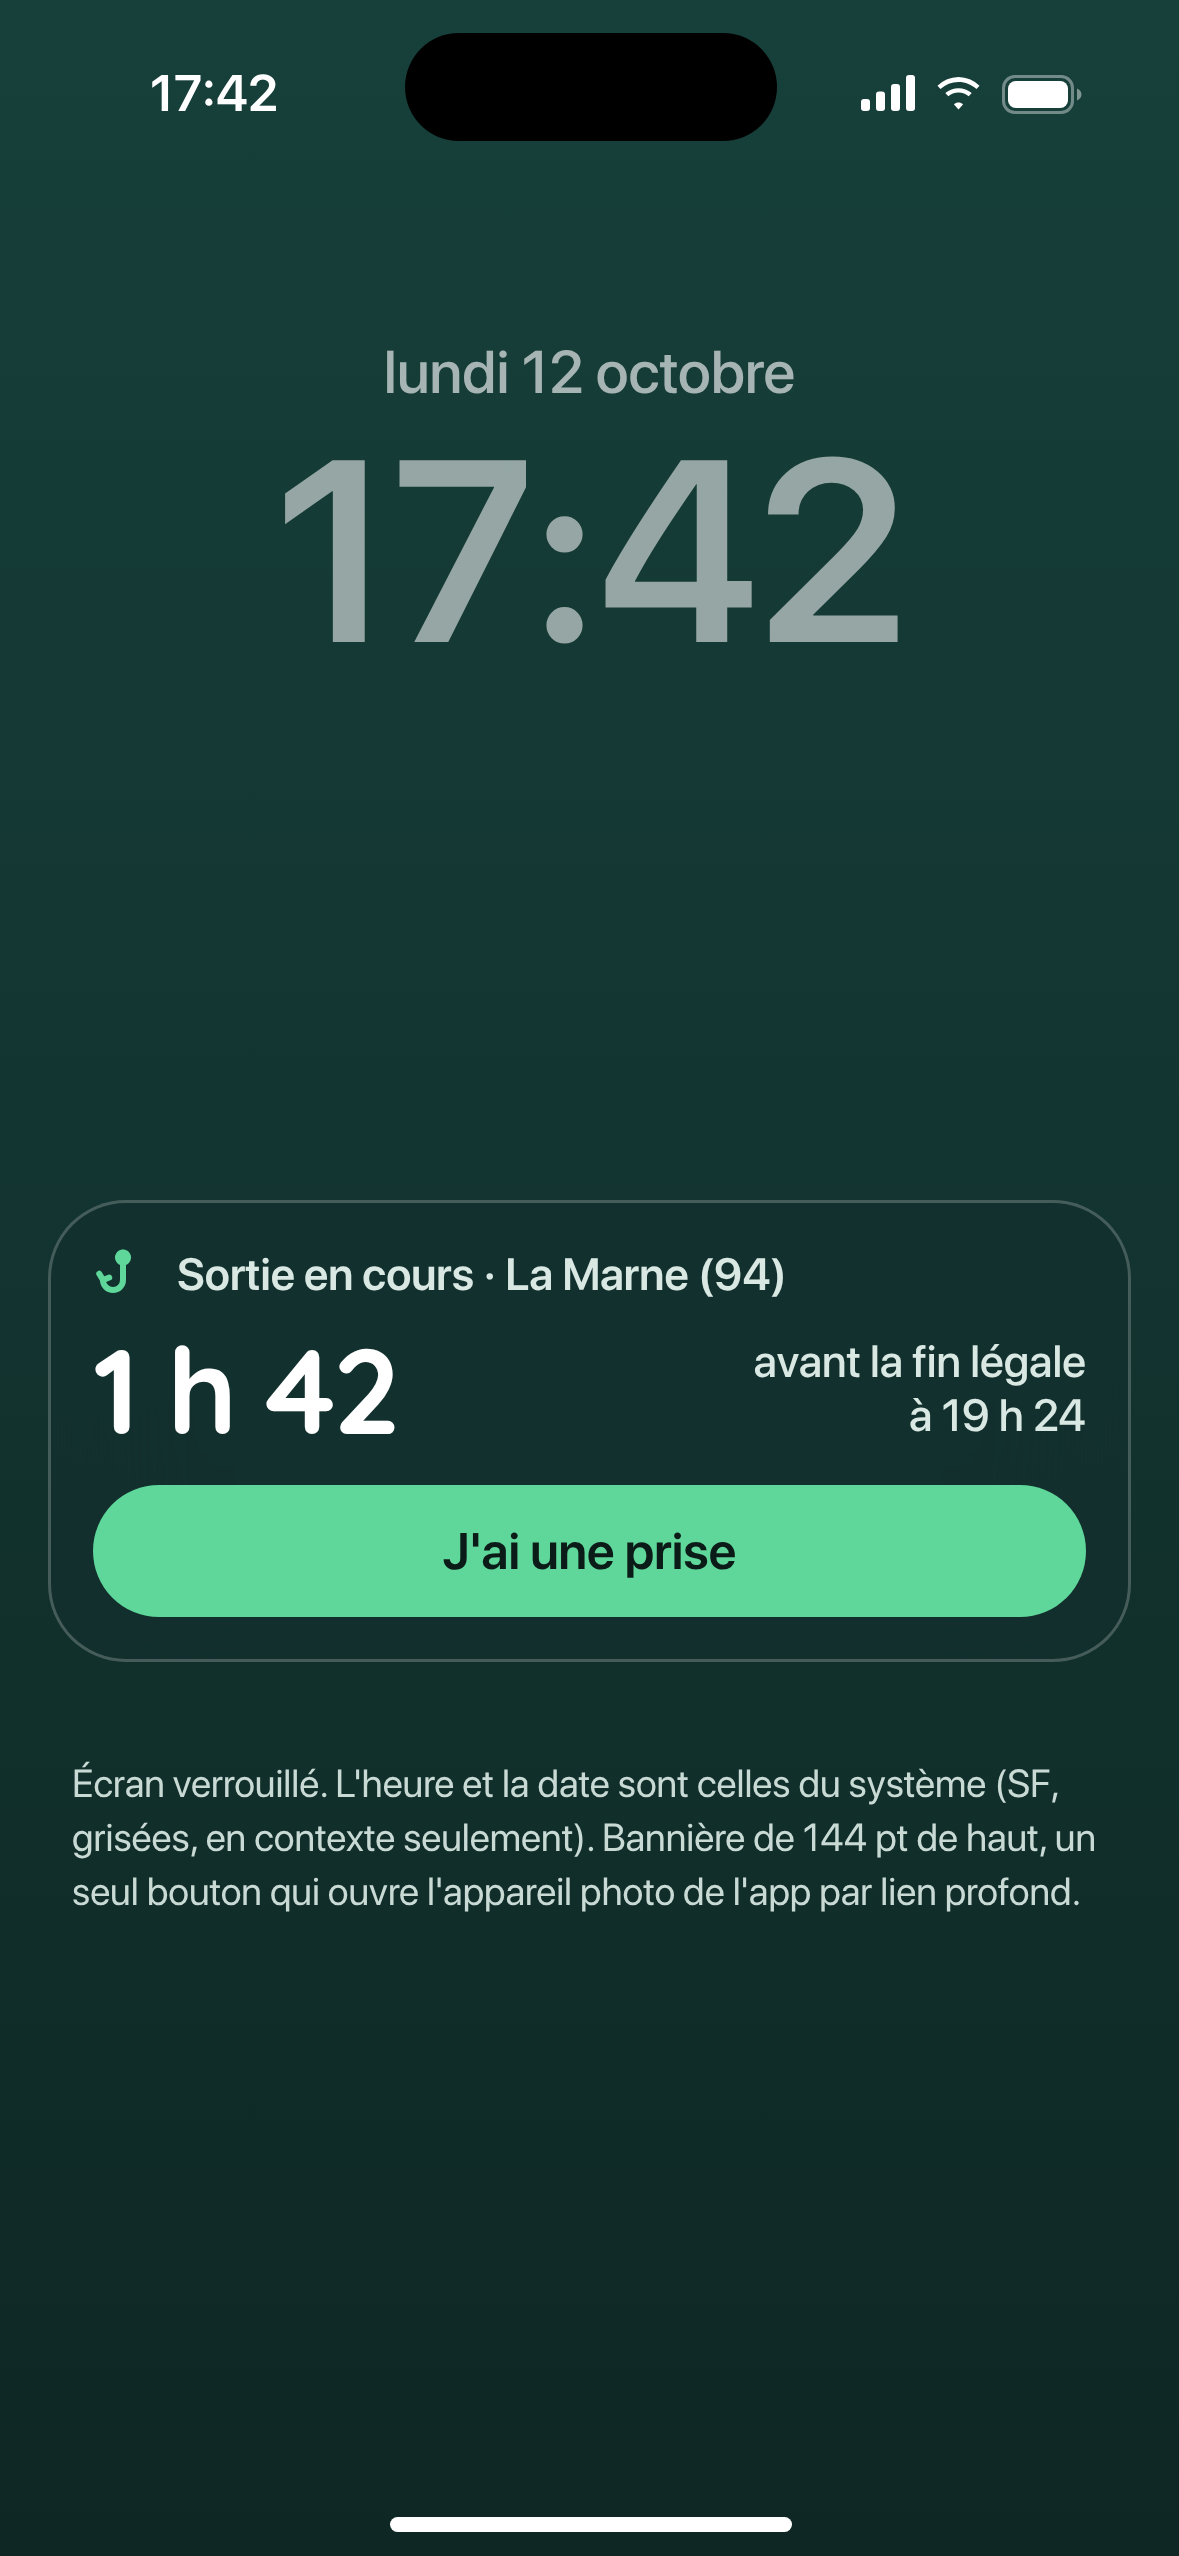 17:42
lundi 12 octobre
17:42
Sortie en cours · La Marne (94)
1 h 42
avant la fin légale
à 19 h 24
J'ai une prise
Écran verrouillé. L'heure et la date sont celles du système (SF,
grisées, en contexte seulement). Bannière de 144 pt de haut, un
seul bouton qui ouvre l'appareil photo de l'app par lien profond.